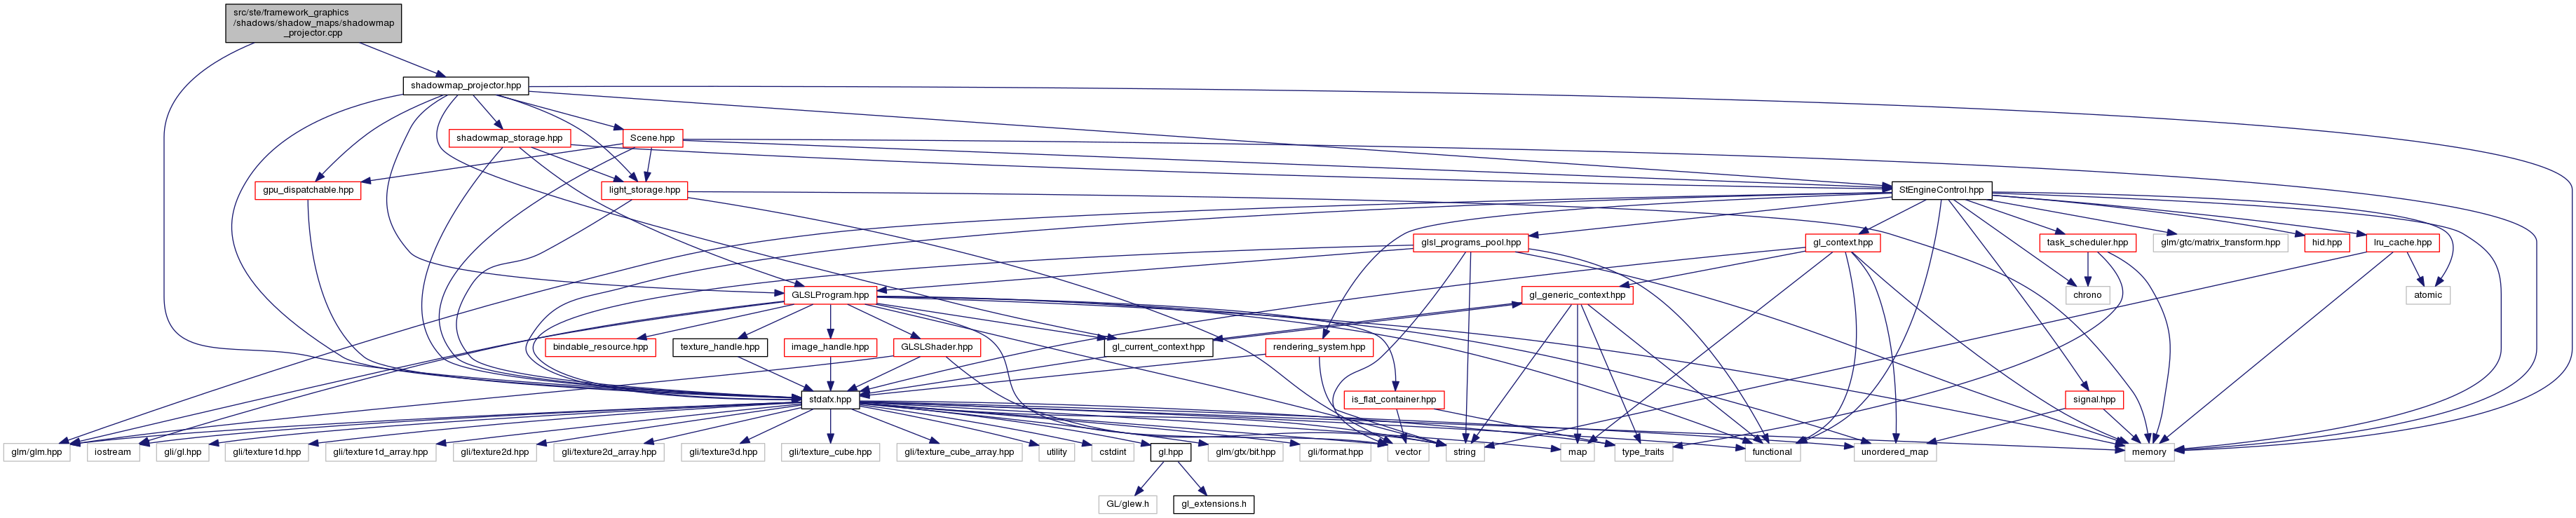 src/ste/framework_graphics
/shadows/shadow_maps/shadowmap
_projector.cpp
shadowmap_projector.hpp
shadowmap_storage.hpp
Scene.hpp
gpu_dispatchable.hpp
light_storage.hpp
StEngineControl.hpp
glsl_programs_pool.hpp
gl_context.hpp
task_scheduler.hpp
glm/gtc/matrix_transform.hpp
hid.hpp
lru_cache.hpp
GLSLProgram.hpp
gl_generic_context.hpp
chrono
atomic
bindable_resource.hpp
texture_handle.hpp
image_handle.hpp
GLSLShader.hpp
gl_current_context.hpp
rendering_system.hpp
stdafx.hpp
is_flat_container.hpp
signal.hpp
glm/glm.hpp
iostream
gli/gl.hpp
gli/texture1d.hpp
gli/texture1d_array.hpp
gli/texture2d.hpp
gli/texture2d_array.hpp
gli/texture3d.hpp
gli/texture_cube.hpp
gli/texture_cube_array.hpp
utility
cstdint
gl.hpp
glm/gtx/bit.hpp
gli/format.hpp
vector
string
map
type_traits
functional
unordered_map
memory
GL/glew.h
gl_extensions.h